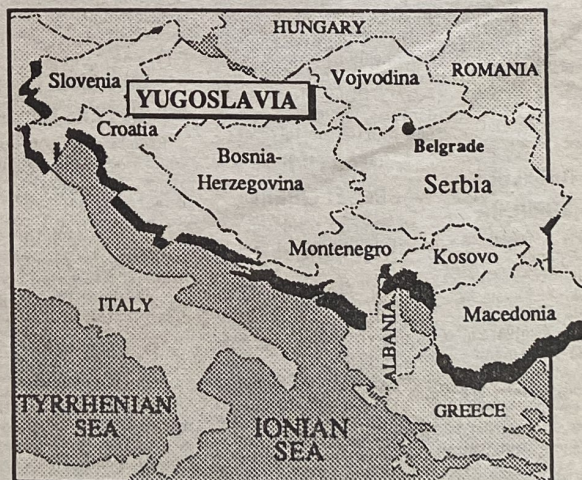 HUNGARY
Slovenia
Vojvodina
ROMANIA
YUGOSLAVIA
Croatia
Belgrade
Bosnia-
Herzegovina
Serbia
Montenegro
Kosovo
ITALY
Macedonia
ALBANIA
TYRRHENIAN
SEA
IONIAN
SEA
GREECE